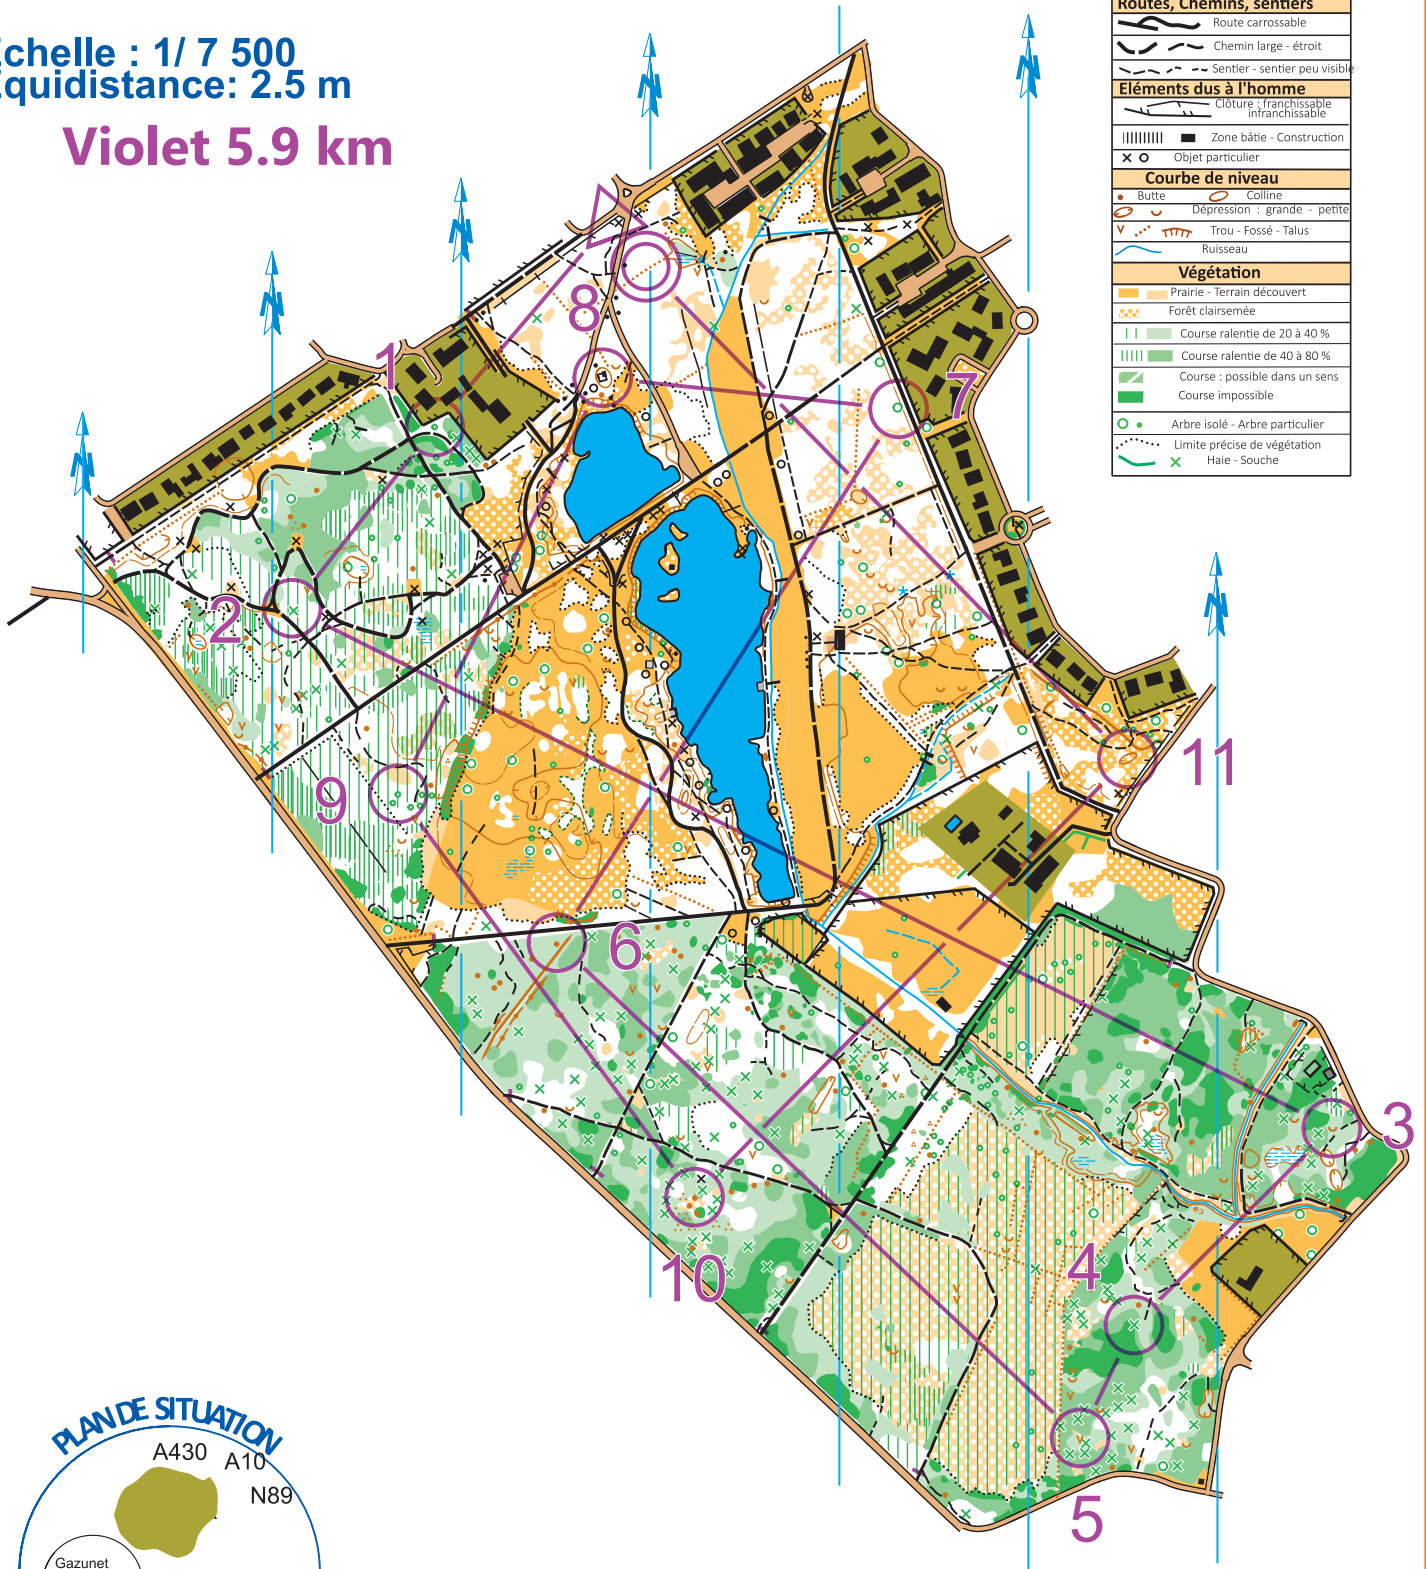 chelle : 1/ 7 500
quidistance: 2.5 m
Violet 5.9 km
Routes, Chemins, sentiers
Route carrossable
Chemin large - étroit
Sentier - sentier peu visible
Eléments dus à l'homme
Clôture : franchissable
infranchissable
Zone bâtie - Construction
Objet particulier
Courbe de niveau
Butte Colline
Dépression : grande - petite
Trou - Fossé - Talus
Ruisseau
Végétation
Prairie - Terrain découvert
Forêt clairsemée
Course ralentie de 20 à 40 %
Course ralentie de 40 à 80 %
Course : possible dans un sens
Course impossible
Arbre isolé - Arbre particulier
Limite précise de végétation
Haie - Souche
8
1
7
2
11
9
6
3
4
10
5
PLAN DE SITUATION
A430 A10
N89
Gazunet